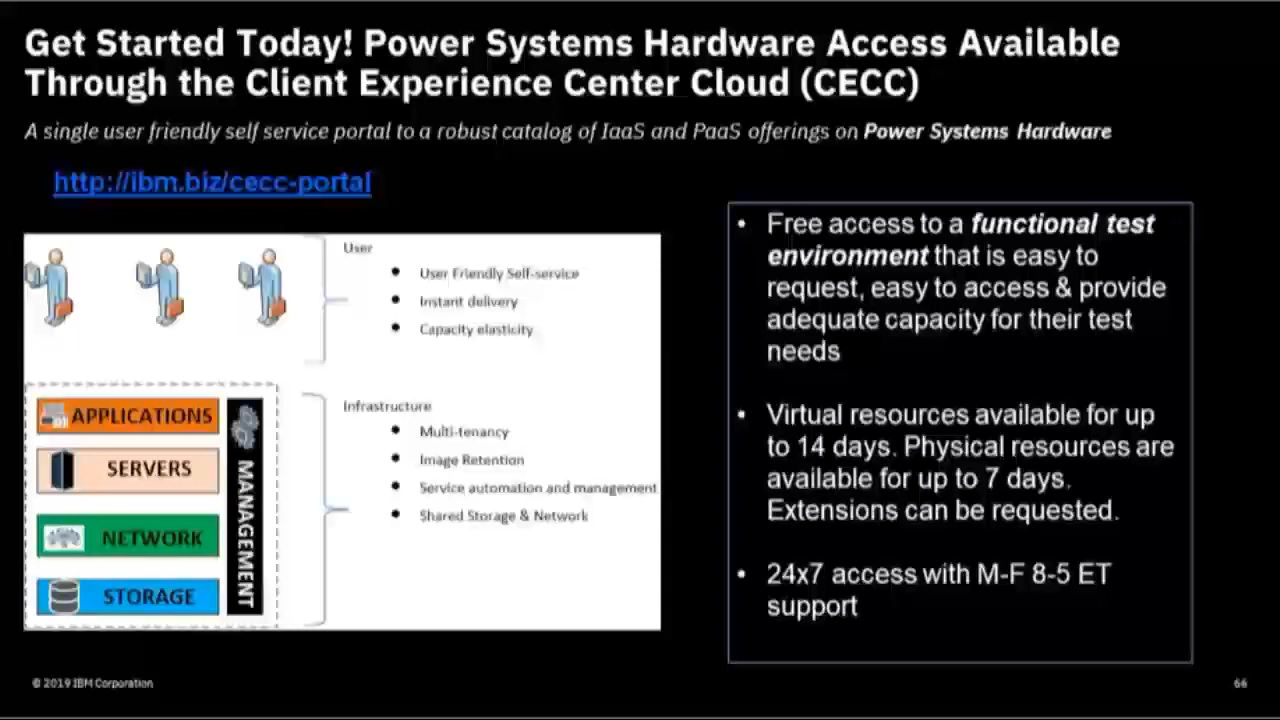 Get Started Today! Power Systems Hardware Access Available
Through the Client Experience Center Cloud (CECC)
A single user friendly self service portal to a robust catalog of IaaS and PaaS offerings on Power Systems Hardware
http://ibm.biz/cecc-portal
User
• User Friendly Self-service
• Instant delivery
• Capacity elasticity
APPLICATIONS
SERVERS
NETWORK
STORAGE
MANAGEMENT
Infrastructure
• Multi-tenancy
• Image Retention
• Service automation and management
• Shared Storage & Network
• Free access to a functional test
environment that is easy to
request, easy to access & provide
adequate capacity for their test
needs
• Virtual resources available for up
to 14 days. Physical resources are
available for up to 7 days.
Extensions can be requested.
• 24x7 access with M-F 8-5 ET
support
© 2019 IBM Corporation
66